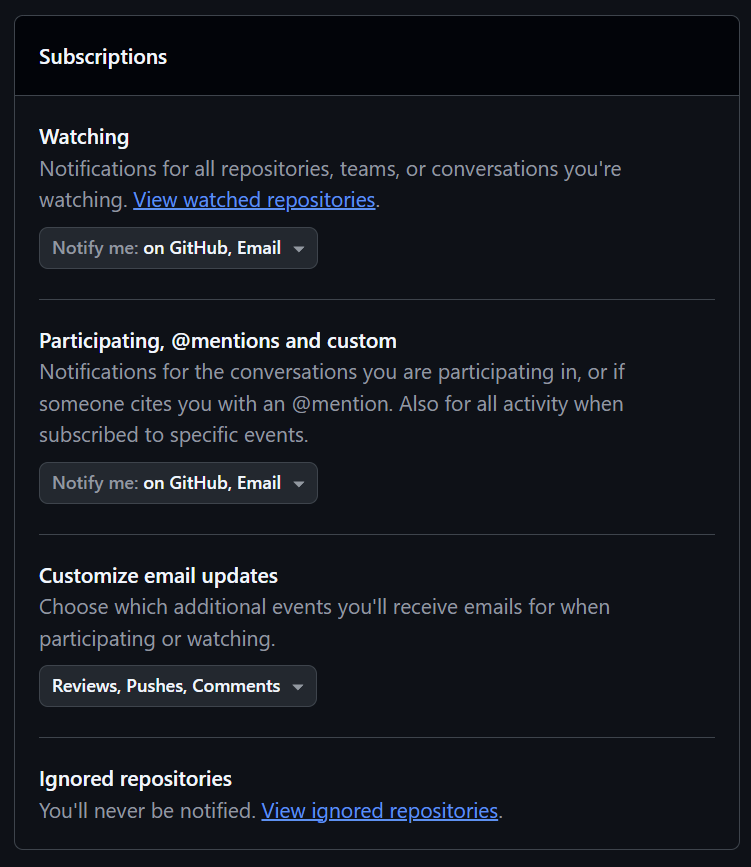 Subscriptions
Watching
Notifications for all repositories, teams, or conversations you're
watching. View watched repositories.
Notify me: on GitHub, Email
Participating, @mentions and custom
Notifications for the conversations you are participating in, or if
someone cites you with an @mention. Also for all activity when
subscribed to specific events.
Notify me: on GitHub, Email
Customize email updates
Choose which additional events you'll receive emails for when
participating or watching.
Reviews, Pushes, Comments
Ignored repositories
You'll never be notified. View ignored repositories.